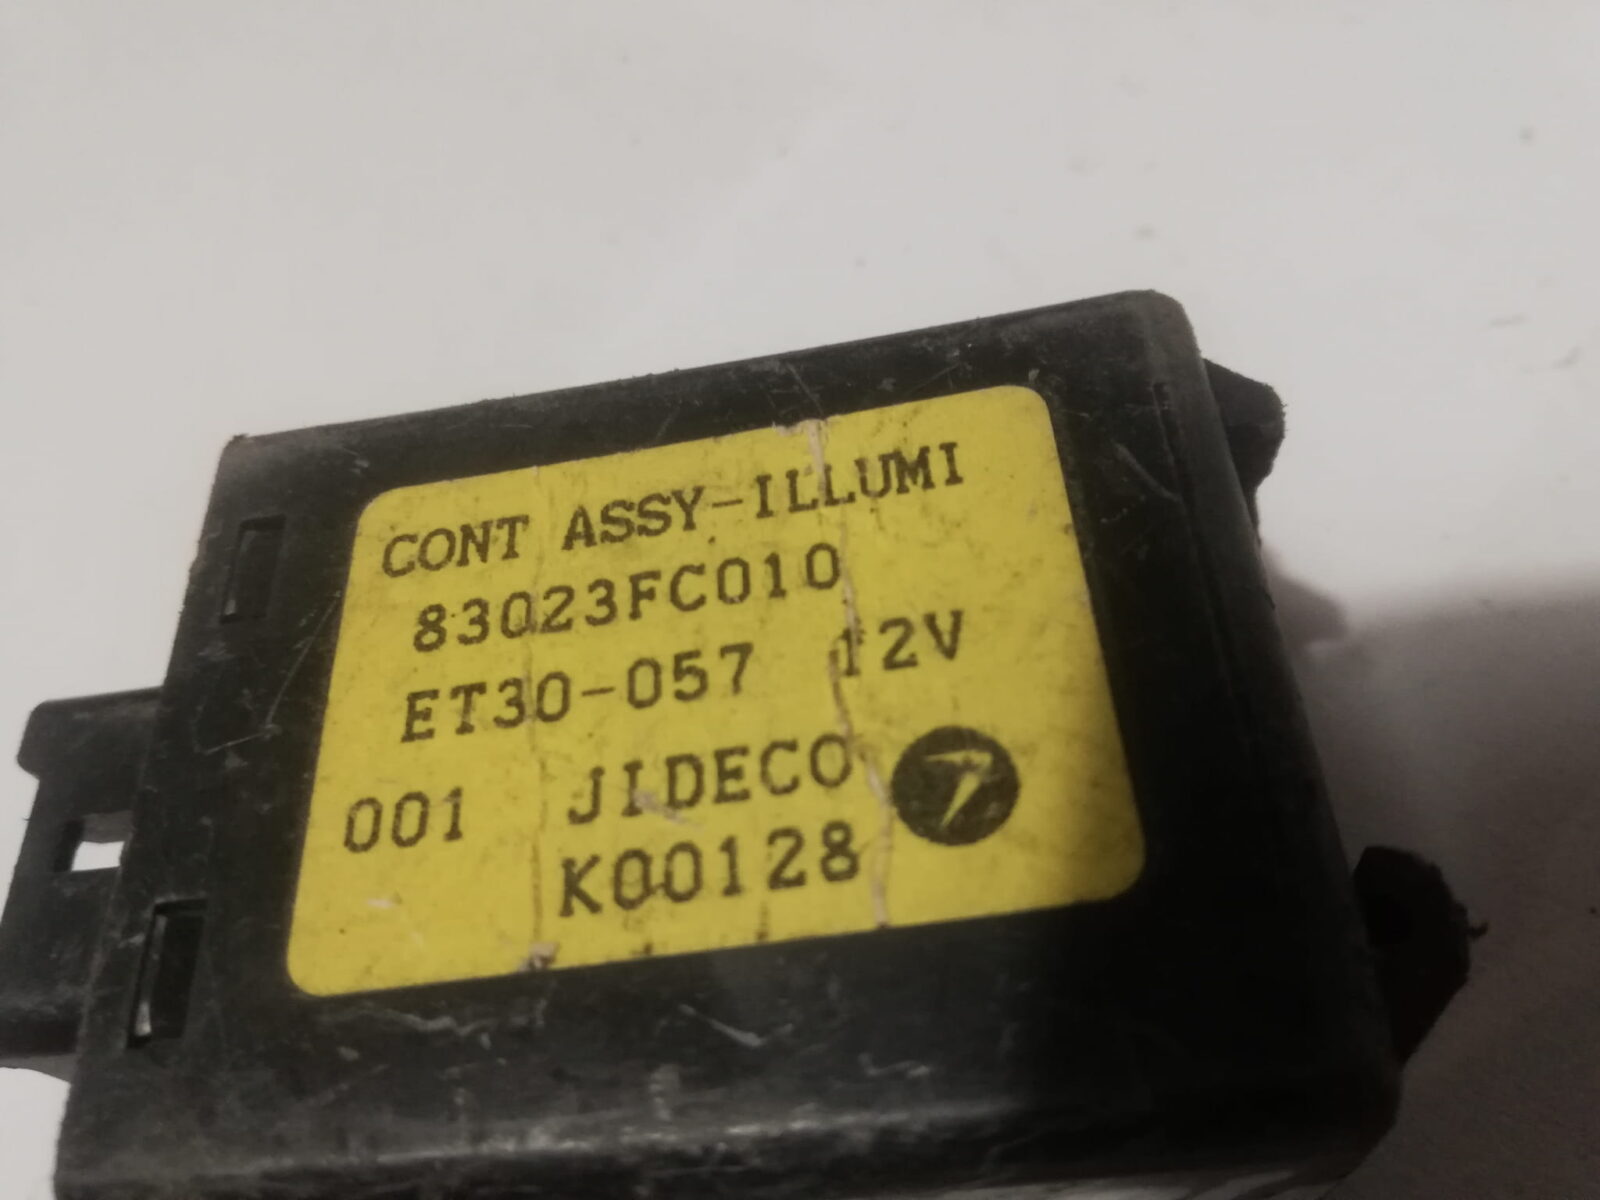 CONT ASSY-ILLUMI
83023FC010
ET30-057 12V
001 JIDECO
K00128